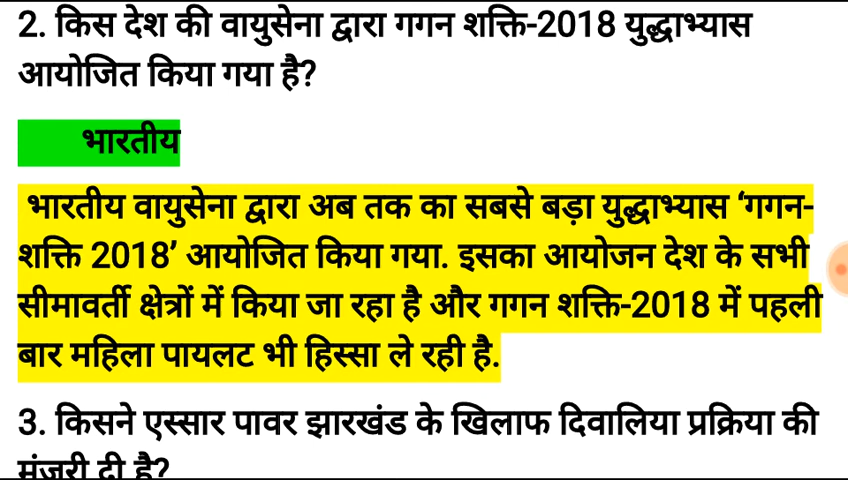 2. किस देश की वायुसेना द्वारा गगन शक्ति-2018 युद्धाभ्यास
आयोजित किया गया है?
भारतीय
भारतीय वायुसेना द्वारा अब तक का सबसे बड़ा युद्धाभ्यास ‘गगन-
शक्ति 2018’ आयोजित किया गया. इसका आयोजन देश के सभी
सीमावर्ती क्षेत्रों में किया जा रहा है और गगन शक्ति-2018 में पहली
बार महिला पायलट भी हिस्सा ले रही है.
3. किसने एस्सार पावर झारखंड के खिलाफ दिवालिया प्रक्रिया की
मंजूरी दी है?